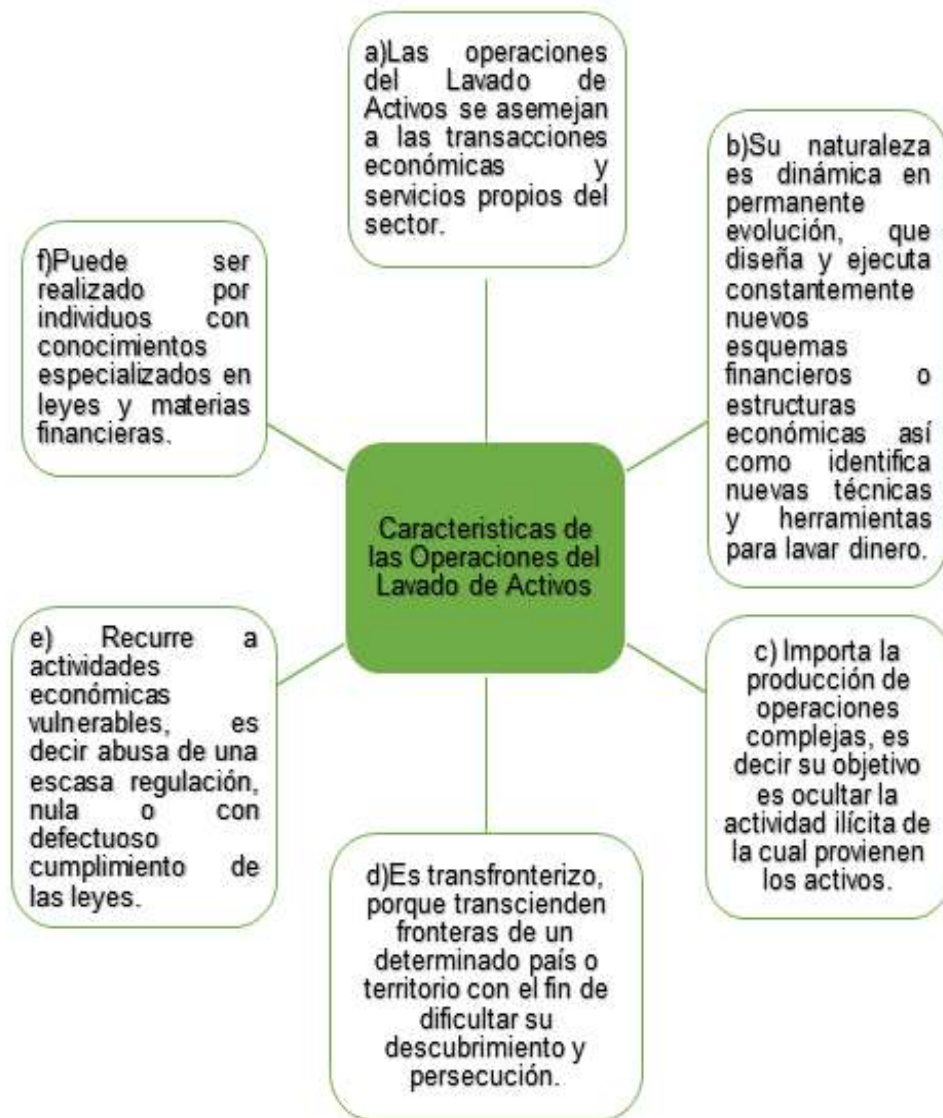 a)Las operaciones
del Lavado de
Activos se asemejan
a las transacciones
económicas y
servicios propios del
sector.
b)Su naturaleza
es dinámica en
permanente
evolución, que
diseña y ejecuta
constantemente
nuevos
esquemas
financieros o
estructuras
económicas así
como identifica
nuevas técnicas
y herramientas
para lavar dinero.
f)Puede ser
realizado por
individuos con
conocimientos
especializados en
leyes y materias
financieras.
Caracteristicas de
las Operaciones del
Lavado de Activos
e) Recurre a
actividades
económicas
vulnerables, es
decir abusa de una
escasa regulación,
nula o con
defectuoso
cumplimiento de
las leyes.
c) Importa la
producción de
operaciones
complejas, es
decir su objetivo
es ocultar la
actividad ilícita de
la cual provienen
los activos.
d)Es transfronterizo,
porque transcienden
fronteras de un
determinado país o
territorio con el fin de
dificultar su
descubrimiento y
persecución.